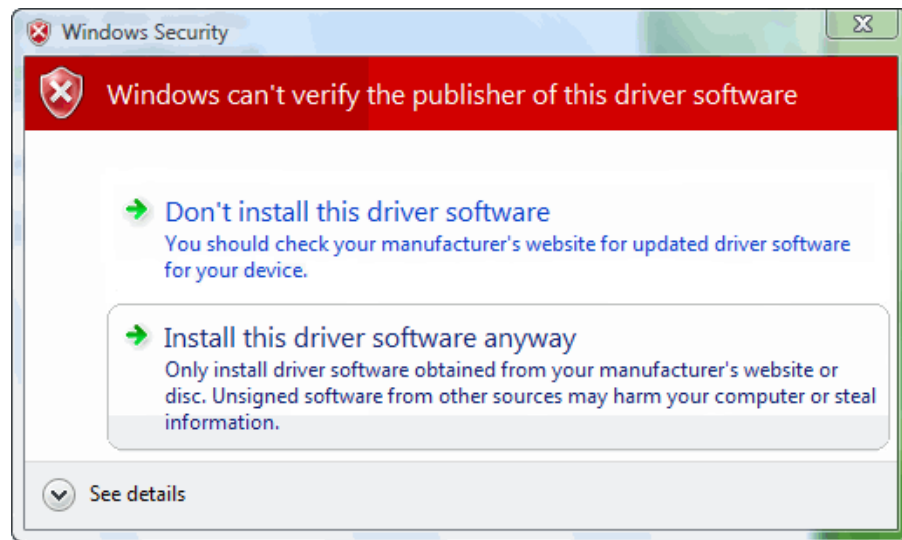 Windows Security
Windows can't verify the publisher of this driver software
Don't install this driver software
You should check your manufacturer's website for updated driver software
for your device.
Install this driver software anyway
Only install driver software obtained from your manufacturer's website or
disc. Unsigned software from other sources may harm your computer or steal
information.
See details